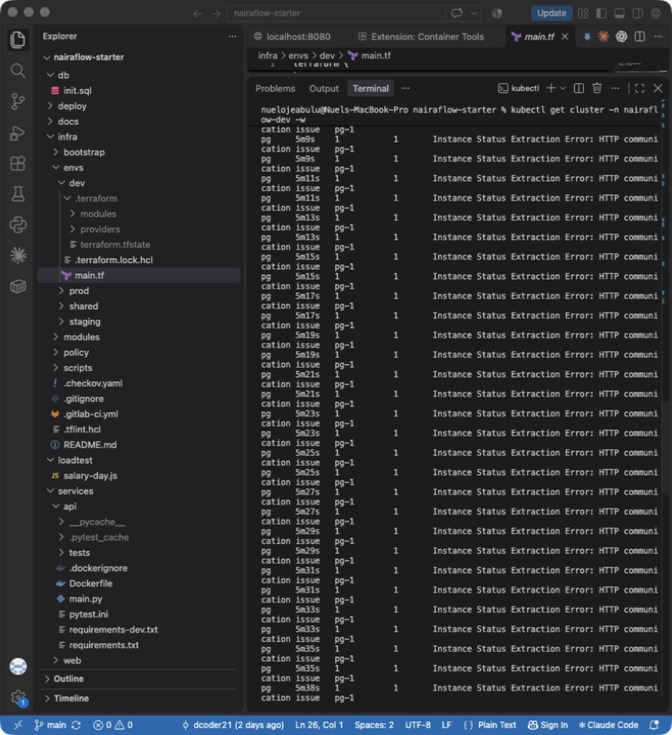 nairaflow-starter
Update
Explorer
nairaflow-starter
db
init.sql
deploy
docs
infra
bootstrap
envs
dev
.terraform
modules
providers
terraform.tfstate
.terraform.lock.hcl
main.tf
prod
shared
staging
modules
policy
scripts
.checkov.yaml
.gitignore
.gitlab-ci.yml
.tflint.hcl
README.md
loadtest
JS salary-day.js
services
api
__pycache__
.pytest_cache
tests
.dockerignore
Dockerfile
main.py
pytest.ini
requirements-dev.txt
requirements.txt
web
Outline
Timeline
localhost:8080
Extension: Container Tools
main.tf
infra > envs > dev > main.tf
terraform {
Problems Output Terminal
kubectl
nuelojeabulu@Nuels-MacBook-Pro nairaflow-starter % kubectl get cluster -n nairafl
ow-dev -w
cation issue pg-1
pg 5m9s 1 1 Instance Status Extraction Error: HTTP communi
cation issue pg-1
pg 5m9s 1 1 Instance Status Extraction Error: HTTP communi
cation issue pg-1
pg 5m11s 1 1 Instance Status Extraction Error: HTTP communi
cation issue pg-1
pg 5m11s 1 1 Instance Status Extraction Error: HTTP communi
cation issue pg-1
pg 5m13s 1 1 Instance Status Extraction Error: HTTP communi
cation issue pg-1
pg 5m13s 1 1 Instance Status Extraction Error: HTTP communi
cation issue pg-1
pg 5m15s 1 1 Instance Status Extraction Error: HTTP communi
cation issue pg-1
pg 5m15s 1 1 Instance Status Extraction Error: HTTP communi
cation issue pg-1
pg 5m17s 1 1 Instance Status Extraction Error: HTTP communi
cation issue pg-1
pg 5m17s 1 1 Instance Status Extraction Error: HTTP communi
cation issue pg-1
pg 5m19s 1 1 Instance Status Extraction Error: HTTP communi
cation issue pg-1
pg 5m19s 1 1 Instance Status Extraction Error: HTTP communi
cation issue pg-1
pg 5m21s 1 1 Instance Status Extraction Error: HTTP communi
cation issue pg-1
pg 5m21s 1 1 Instance Status Extraction Error: HTTP communi
cation issue pg-1
pg 5m23s 1 1 Instance Status Extraction Error: HTTP communi
cation issue pg-1
pg 5m23s 1 1 Instance Status Extraction Error: HTTP communi
cation issue pg-1
pg 5m25s 1 1 Instance Status Extraction Error: HTTP communi
cation issue pg-1
pg 5m25s 1 1 Instance Status Extraction Error: HTTP communi
cation issue pg-1
pg 5m27s 1 1 Instance Status Extraction Error: HTTP communi
cation issue pg-1
pg 5m27s 1 1 Instance Status Extraction Error: HTTP communi
cation issue pg-1
pg 5m29s 1 1 Instance Status Extraction Error: HTTP communi
cation issue pg-1
pg 5m29s 1 1 Instance Status Extraction Error: HTTP communi
cation issue pg-1
pg 5m31s 1 1 Instance Status Extraction Error: HTTP communi
cation issue pg-1
pg 5m31s 1 1 Instance Status Extraction Error: HTTP communi
cation issue pg-1
pg 5m33s 1 1 Instance Status Extraction Error: HTTP communi
cation issue pg-1
pg 5m33s 1 1 Instance Status Extraction Error: HTTP communi
cation issue pg-1
pg 5m35s 1 1 Instance Status Extraction Error: HTTP communi
cation issue pg-1
pg 5m35s 1 1 Instance Status Extraction Error: HTTP communi
cation issue pg-1
pg 5m38s 1 1 Instance Status Extraction Error: HTTP communi
cation issue pg-1
main 0 0 dcoder21 (2 days ago) Ln 26, Col 1 Spaces: 2 UTF-8 LF {} Plain Text Sign In Claude Code